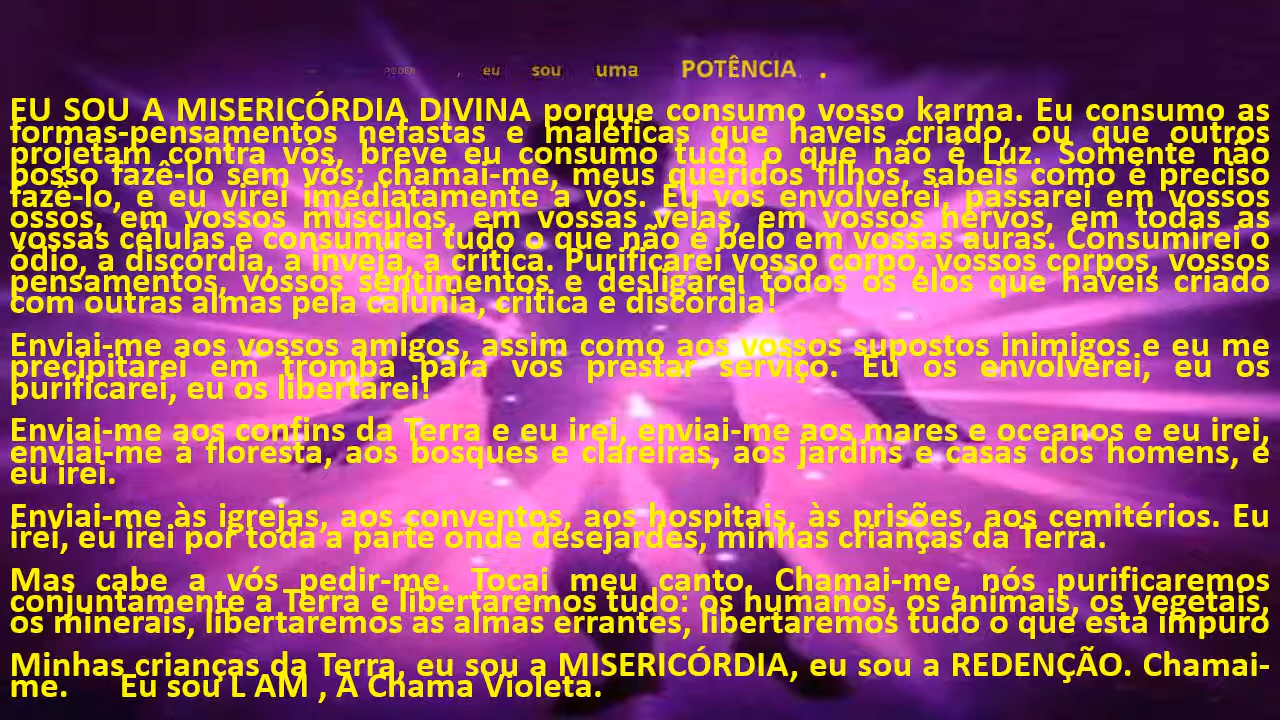 PODER , eu sou uma POTÊNCIA .
EU SOU A MISERICÓRDIA DIVINA porque consumo vosso karma. Eu consumo as
formas-pensamentos nefastas e maléficas que haveis criado, ou que outros
projetam contra vós, breve eu consumo tudo o que não é Luz. Somente não
posso fazê-lo sem vós; chamai-me, meus queridos filhos, sabeis como é preciso
fazê-lo, e eu virei imediatamente a vós. Eu vos envolverei, passarei em vossos
ossos, em vossos músculos, em vossas veias, em vossos nervos, em todas as
vossas células e consumirei tudo o que não é belo em vossas auras. Consumirei o
ódio, a discórdia, a inveja, a crítica. Purificarei vosso corpo, vossos corpos, vossos
pensamentos, vossos sentimentos e desligarei todos os elos que haveis criado
com outras almas pela calúnia, crítica e discórdia!
Enviai-me aos vossos amigos, assim como aos vossos supostos inimigos e eu me
precipitarei em tromba para vos prestar serviço. Eu os envolverei, eu os
purificarei, eu os libertarei!
Enviai-me aos confins da Terra e eu irei, enviai-me aos mares e oceanos e eu irei,
enviai-me à floresta, aos bosques e clareiras, aos jardins e casas dos homens, e
eu irei.
Enviai-me às igrejas, aos conventos, aos hospitais, às prisões, aos cemitérios. Eu
irei, eu irei por toda a parte onde desejardes, minhas crianças da Terra.
Mas cabe a vós pedir-me. Tocai meu canto, Chamai-me, nós purificaremos
conjuntamente a Terra e libertaremos tudo: os humanos, os animais, os vegetais,
os minerais, libertaremos as almas errantes, libertaremos tudo o que está impuro
Minhas crianças da Terra, eu sou a MISERICÓRDIA, eu sou a REDENÇÃO. Chamai-
me. Eu sou L AM , A Chama Violeta.